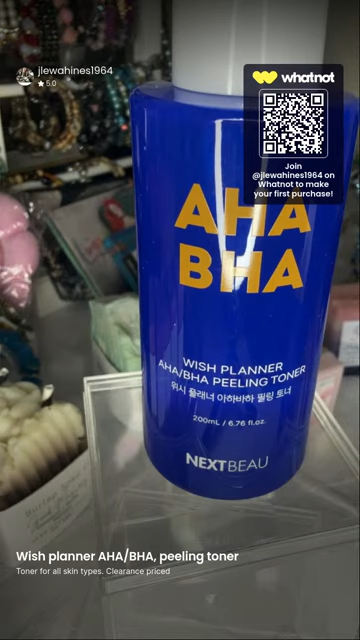 jlewahines1964
★5.0
whatnot
Join
@jlewahines1964 on
Whatnot to make
your first purchase!
AHA
BHA
WISH PLANNER
AHA/BHA PEELING TONER
위시 플래너 아하바하 필링 토너
200mL / 6.76 fl.oz.
NEXTBEAU
Wish planner AHA/BHA, peeling toner
Toner for all skin types. Clearance priced